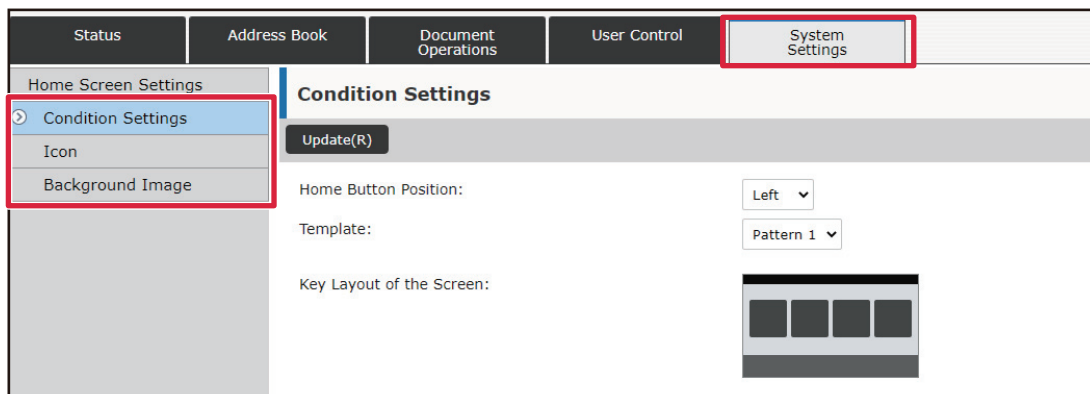 Status
Address Book
Document
Operations
User Control
System
Settings
Home Screen Settings
Condition Settings
Icon
Background Image
Condition Settings
Update(R)
Home Button Position:
Left
Template:
Pattern 1
Key Layout of the Screen: